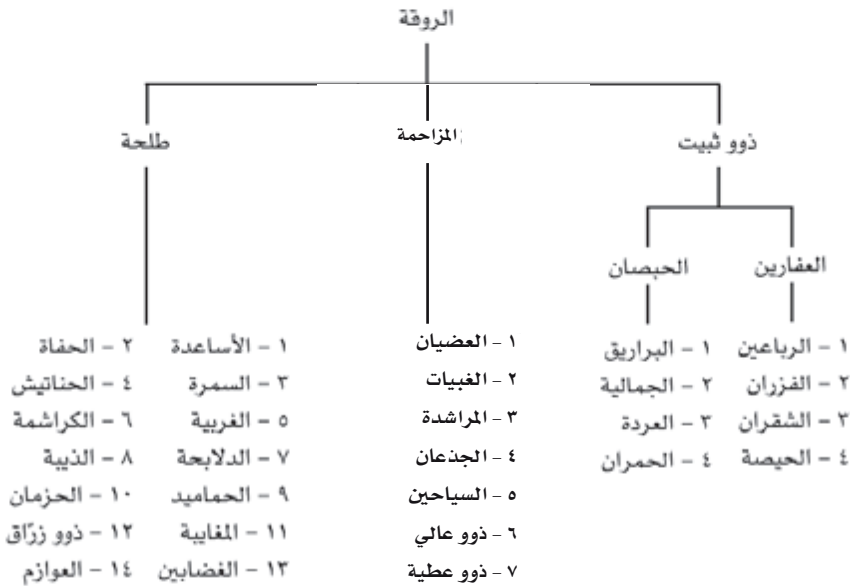 الروقة
ذوو ثبيت
المزاحمة
طلحة
العفارين
الحبصان
١ – الرباعين
٢ – الفزران
٣ – الشقران
٤ – الحيصة
١ – البراريق
٢ – الجمالية
٣ – العردة
٤ – الحمران
١ – العضيان
٢ – الغبيات
٣ – المراشدة
٤ – الجذعان
٥ – السياحين
٦ – ذوو عالي
٧ – ذوو عطية
١ – الأساعدة ٢ – الحفاة
٣ – السمرة ٤ – الحناتيش
٥ – الغربية ٦ – الكراشمة
٧ – الدلابحة ٨ – الذيبة
٩ – الحماميد ١٠ – الحزمان
١١ – المغايبة ١٢ – ذوو زرّاق
١٣ – الغضابين ١٤ – العوازم